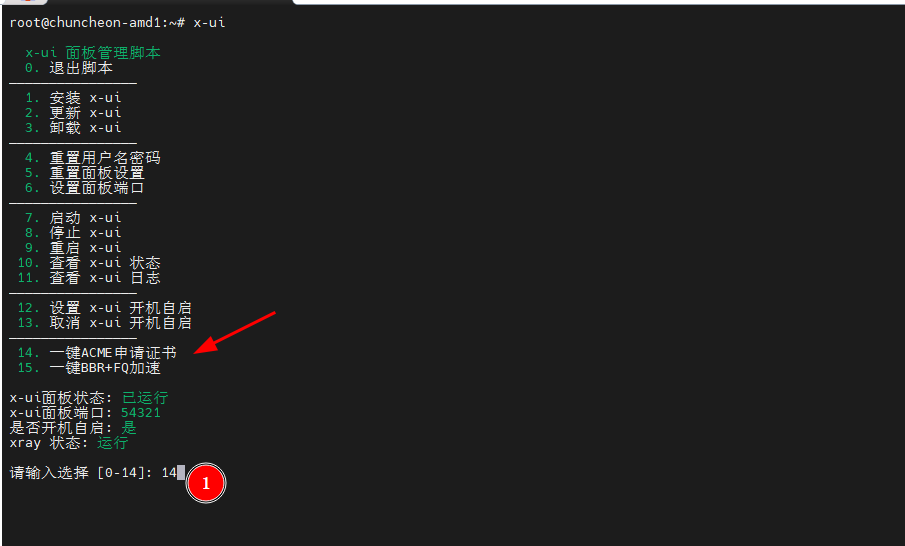 root@chuncheon-amd1:~# x-ui
x-ui 面板管理脚本
0. 退出脚本
————————————————
1. 安装 x-ui
2. 更新 x-ui
3. 卸载 x-ui
————————————————
4. 重置用户名密码
5. 重置面板设置
6. 设置面板端口
————————————————
7. 启动 x-ui
8. 停止 x-ui
9. 重启 x-ui
10. 查看 x-ui 状态
11. 查看 x-ui 日志
————————————————
12. 设置 x-ui 开机自启
13. 取消 x-ui 开机自启
————————————————
14. 一键ACME申请证书
15. 一键BBR+FQ加速
x-ui面板状态: 已运行
x-ui面板端口: 54321
是否开机自启: 是
xray 状态: 运行
请输入选择 [0-14]: 14
1